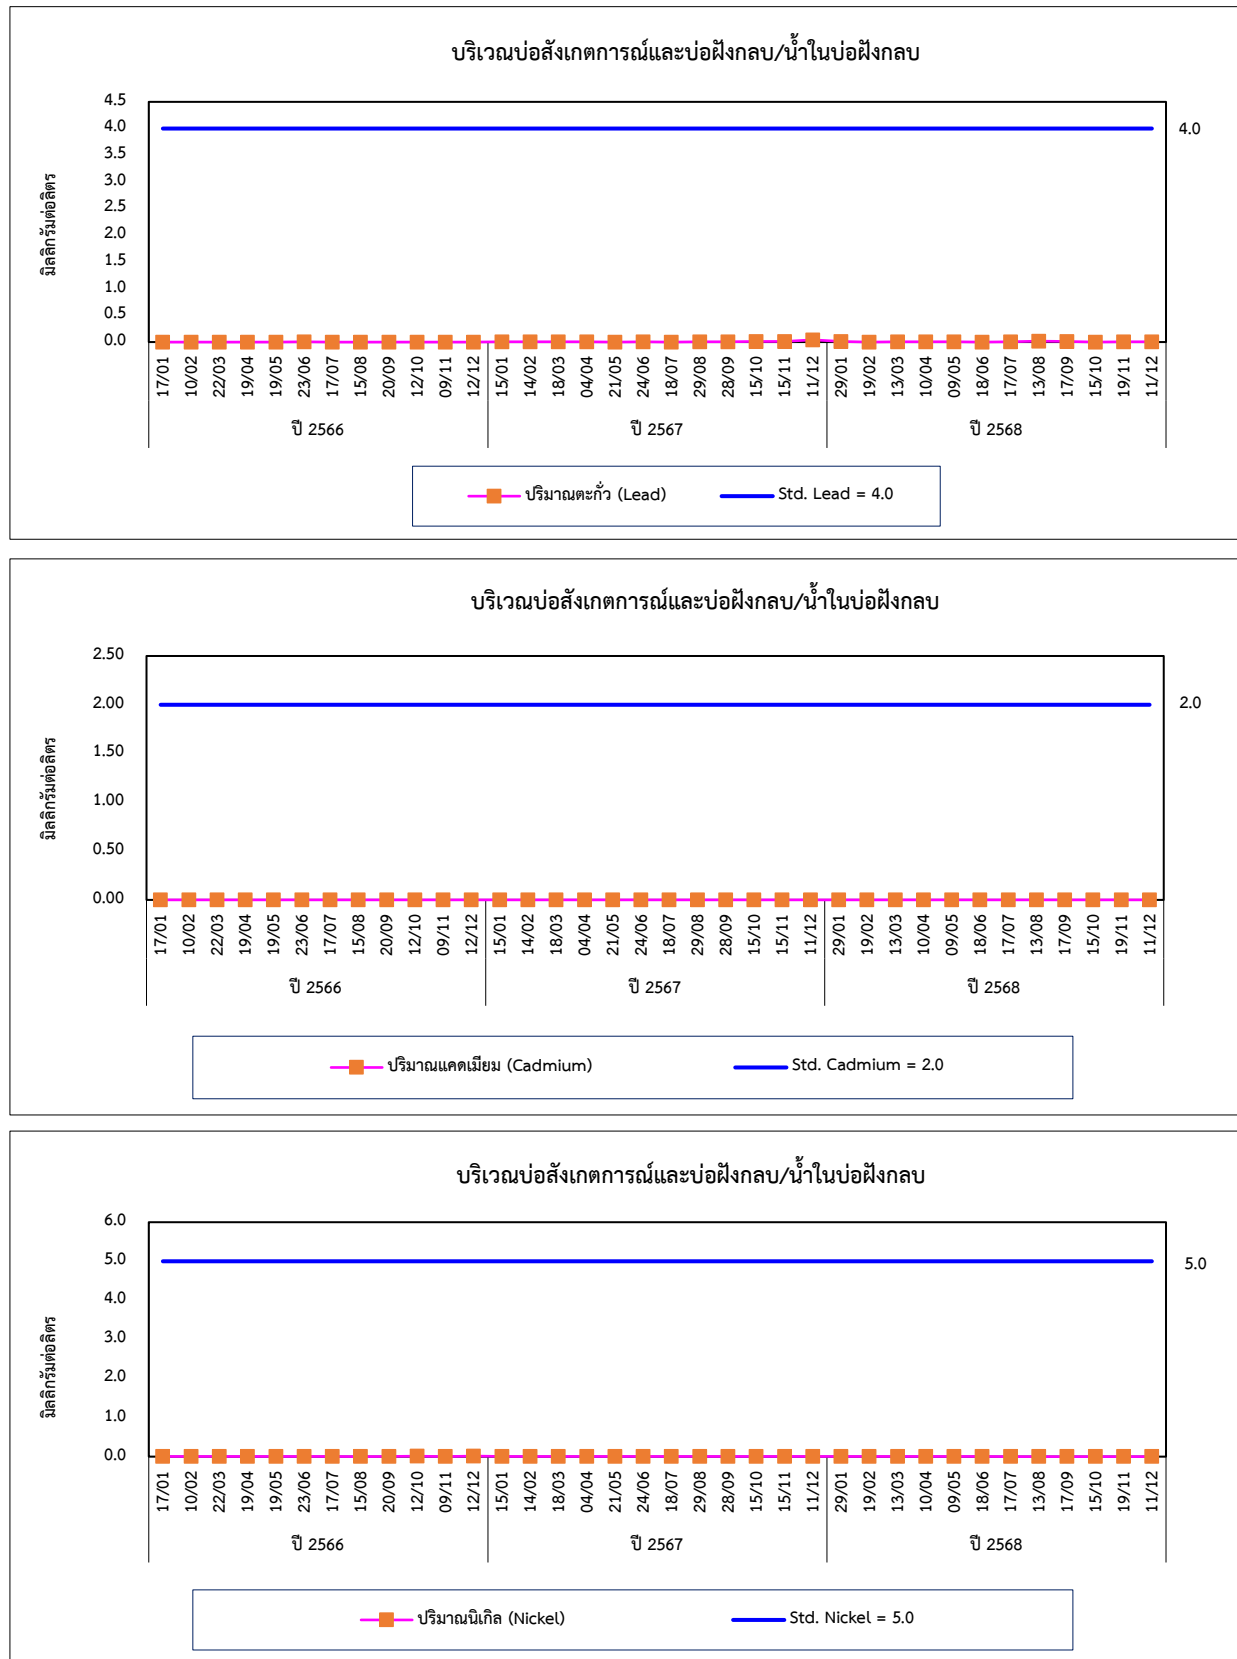 บริเวณบ่อสังเกตการณ์และบ่อฝังกลบ/น้ำในบ่อฝังกลบ
มิลลิกรัมต่อลิตร
4.5
4.0
3.5
3.0
2.5
2.0
1.5
1.0
0.5
0.0
4.0
17/01 10/02 22/03 19/04 19/05 23/06 17/07 15/08 20/09 12/10 09/11 12/12 15/01 14/02 18/03 04/04 21/05 24/06 18/07 29/08 28/09 15/10 15/11 11/12 29/01 19/02 13/03 10/04 09/05 18/06 17/07 13/08 17/09 15/10 19/11 11/12
ปี 2566 ปี 2567 ปี 2568
ปริมาณตะกั่ว (Lead) Std. Lead = 4.0
บริเวณบ่อสังเกตการณ์และบ่อฝังกลบ/น้ำในบ่อฝังกลบ
มิลลิกรัมต่อลิตร
2.50
2.00
1.50
1.00
0.50
0.00
2.0
17/01 10/02 22/03 19/04 19/05 23/06 17/07 15/08 20/09 12/10 09/11 12/12 15/01 14/02 18/03 04/04 21/05 24/06 18/07 29/08 28/09 15/10 15/11 11/12 29/01 19/02 13/03 10/04 09/05 18/06 17/07 13/08 17/09 15/10 19/11 11/12
ปี 2566 ปี 2567 ปี 2568
ปริมาณแคดเมียม (Cadmium) Std. Cadmium = 2.0
บริเวณบ่อสังเกตการณ์และบ่อฝังกลบ/น้ำในบ่อฝังกลบ
มิลลิกรัมต่อลิตร
6.0
5.0
4.0
3.0
2.0
1.0
0.0
5.0
17/01 10/02 22/03 19/04 19/05 23/06 17/07 15/08 20/09 12/10 09/11 12/12 15/01 14/02 18/03 04/04 21/05 24/06 18/07 29/08 28/09 15/10 15/11 11/12 29/01 19/02 13/03 10/04 09/05 18/06 17/07 13/08 17/09 15/10 19/11 11/12
ปี 2566 ปี 2567 ปี 2568
ปริมาณนิเกิล (Nickel) Std. Nickel = 5.0